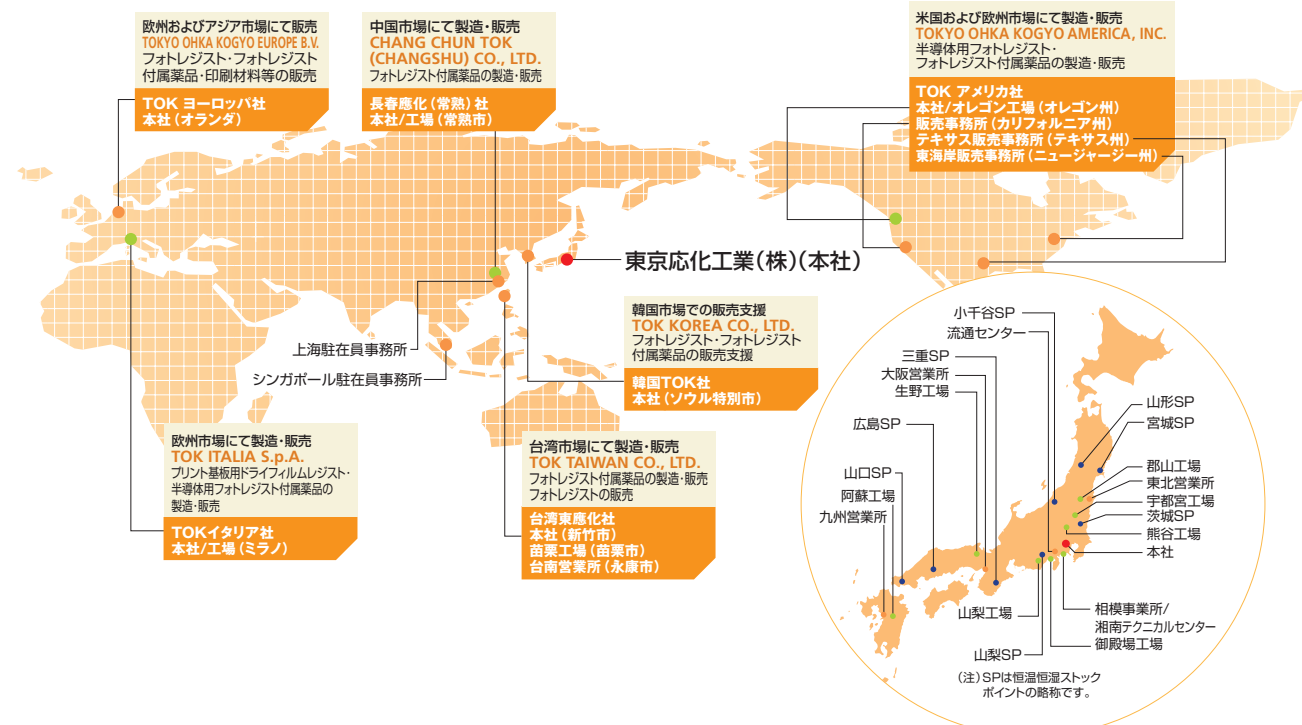 欧州およびアジア市場にて販売
TOKYO OHKA KOGYO EUROPE B.V.
フォトレジスト・フォトレジスト
付属薬品・印刷材料等の販売
TOK ヨーロッパ社
本社（オランダ）
中国市場にて製造・販売
CHANG CHUN TOK
(CHANGSHU) CO., LTD.
フォトレジスト付属薬品の製造・販売
長春應化（常熟）社
本社/工場（常熟市）
米国および欧州市場にて製造・販売
TOKYO OHKA KOGYO AMERICA, INC.
半導体用フォトレジスト・
フォトレジスト付属薬品の製造・販売
TOK アメリカ社
本社/オレゴン工場（オレゴン州）
販売事務所（カリフォルニア州）
テキサス販売事務所（テキサス州）
東海岸販売事務所（ニュージャージー州）
東京応化工業（株）（本社）
上海駐在員事務所
シンガポール駐在員事務所
韓国市場での販売支援
TOK KOREA CO., LTD.
フォトレジスト・フォトレジスト
付属薬品の販売支援
韓国TOK社
本社（ソウル特別市）
欧州市場にて製造・販売
TOK ITALIA S.p.A.
プリント基板用ドライフィルムレジスト・
半導体用フォトレジスト付属薬品の
製造・販売
TOKイタリア社
本社/工場（ミラノ）
台湾市場にて製造・販売
TOK TAIWAN CO., LTD.
フォトレジスト付属薬品の製造・販売
フォトレジストの販売
台湾東應化社
本社（新竹市）
苗栗工場（苗栗市）
台南営業所（永康市）
小千谷SP
流通センター
三重SP
大阪営業所
生野工場
広島SP
山口SP
阿蘇工場
九州営業所
山形SP
宮城SP
郡山工場
東北営業所
宇都宮工場
茨城SP
熊谷工場
本社
山梨工場
相模事業所/
湘南テクニカルセンター
御殿場工場
山梨SP
（注）SPは恒温恒湿ストック
ポイントの略称です。